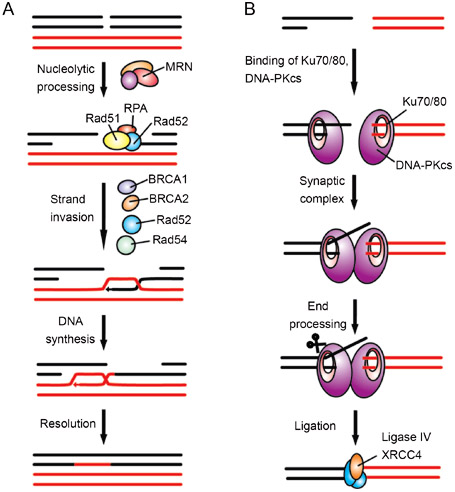 A
Nucleolytic
processing
MRN
RPA
Rad51
Rad52
Strand
invasion
BRCA1
BRCA2
Rad52
Rad54
DNA
synthesis
Resolution
B
Binding of Ku70/80,
DNA-PKcs
Ku70/80
DNA-PKcs
Synaptic
complex
End
processing
Ligation
Ligase IV
XRCC4